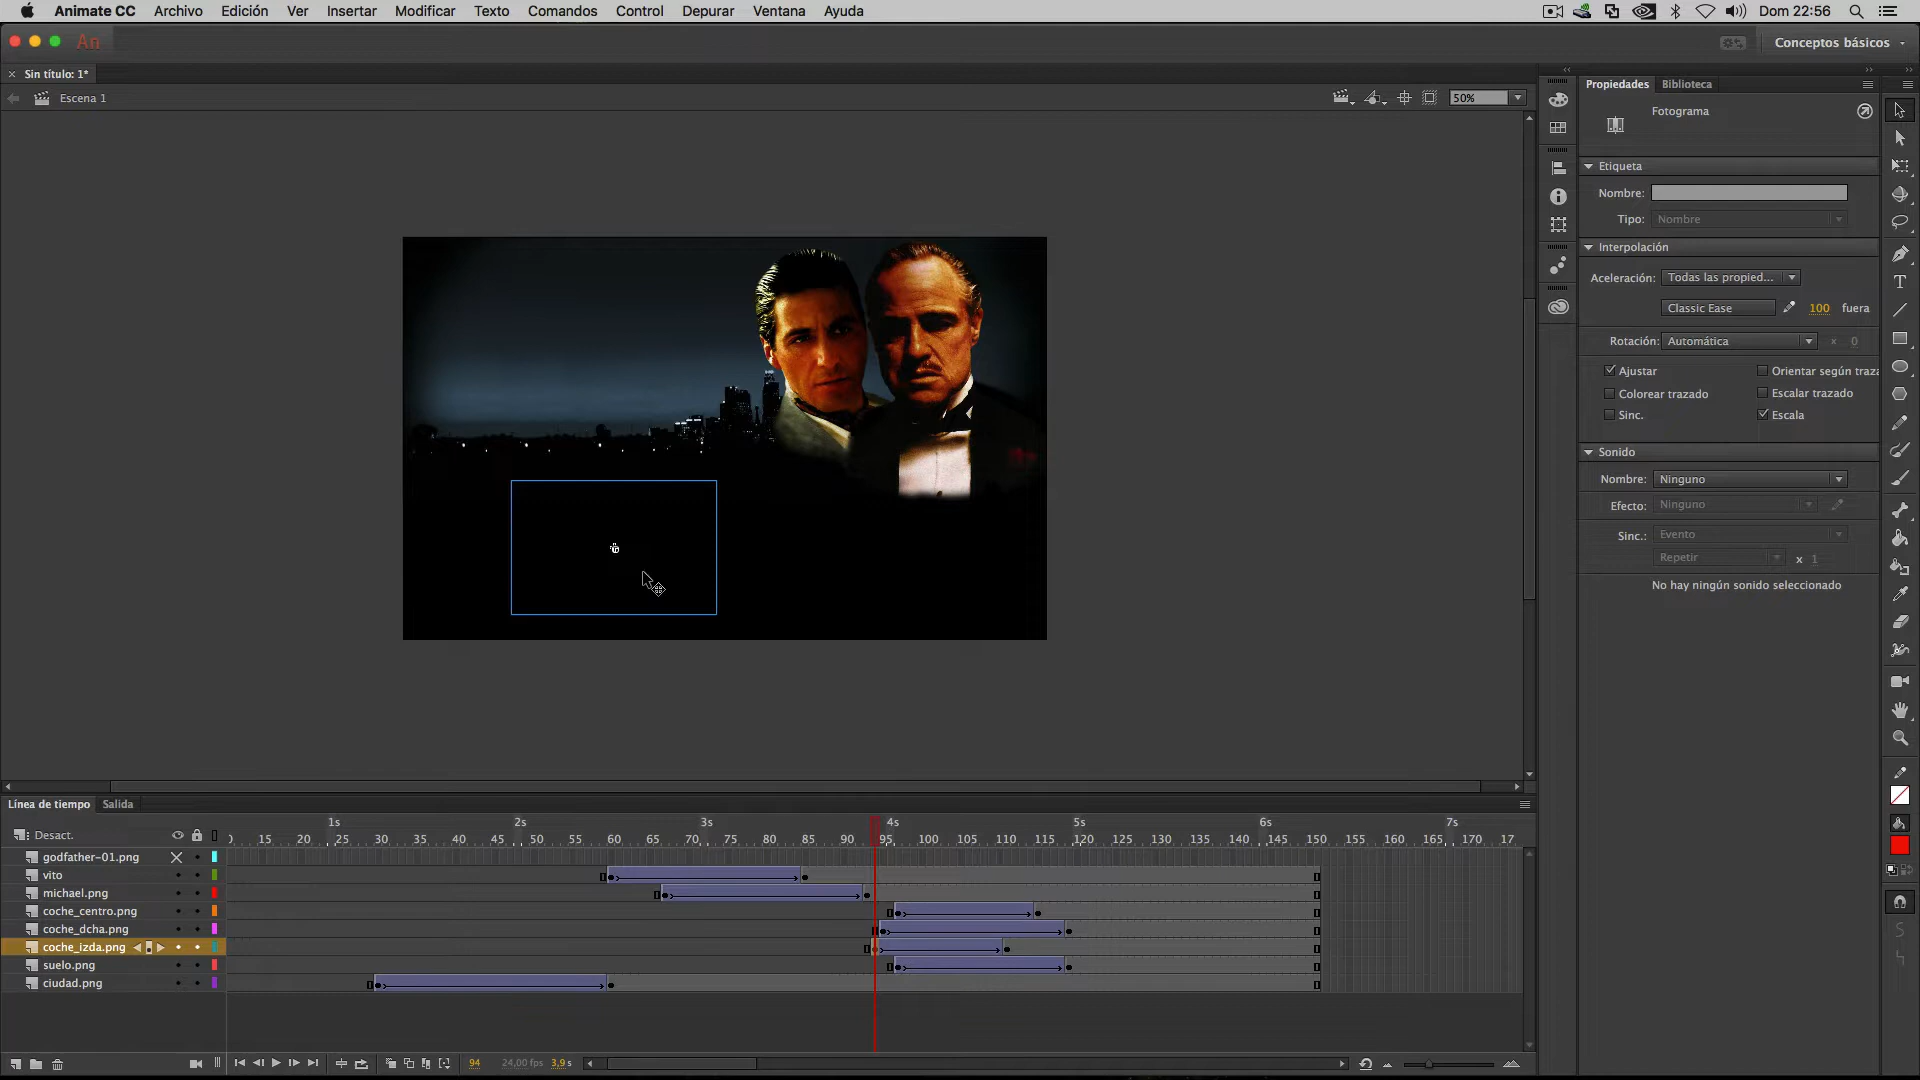 Animate CC Archivo Edición Ver Insertar Modificar Texto Comandos Control Depurar Ventana Ayuda Dom 22:56
An Conceptos básicos
Sin título: 1*
Escena 1 50%
Propiedades Biblioteca
Fotograma
Etiqueta
Nombre:
Tipo: Nombre
Interpolación
Aceleración: Todas las propied...
Classic Ease 100 fuera
Rotación: Automática x 0
Ajustar Orientar según traza
Colorear trazado Escalar trazado
Sinc. Escala
Sonido
Nombre: Ninguno
Efecto: Ninguno
Sinc.: Evento
Repetir x 1
No hay ningún sonido seleccionado
Línea de tiempo Salida
1s 2s 3s 4s 5s 6s 7s
Desact. 15 20 25 30 35 40 45 50 55 60 65 70 75 80 85 90 95 100 105 110 115 120 125 130 135 140 145 150 155 160 165 170 17
godfather-01.png
vito
michael.png
coche_centro.png
coche_dcha.png
coche_izda.png
suelo.png
ciudad.png
94 24,00 fps 3,9 s